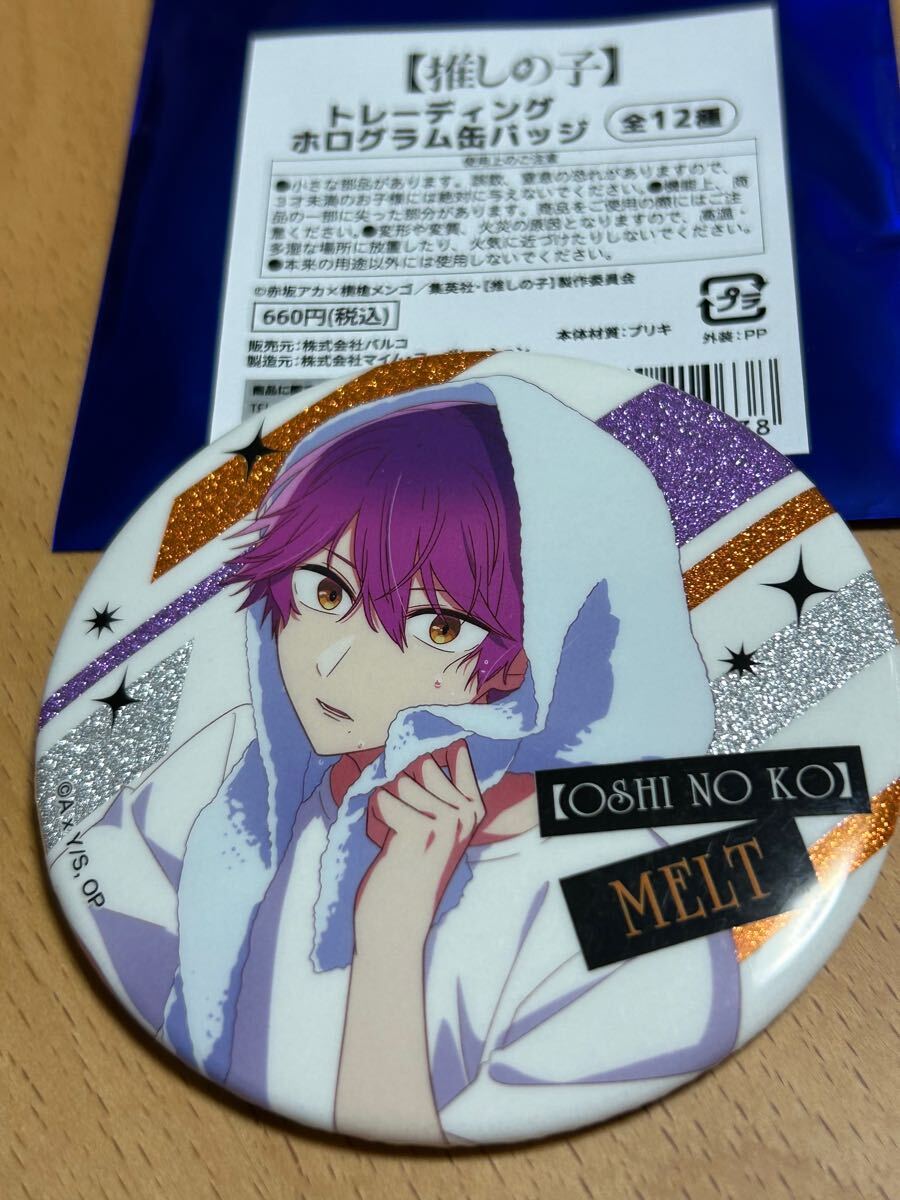 【推しの子】
トレーディング
ホログラム缶バッジ
全12種
使用上のご注意
●小さな部品があります。誤飲、窒息の恐れがありますので、
3才未満のお子様には絶対に与えないでください。●機能上、商
品の一部に尖った部分があります。商品をご使用の際にはご注
意ください。●変形や変質、火災の原因となりますので、高温・
多湿な場所に放置したり、火気に近づけたりしないでください。
●本来の用途以外には使用しないでください。
©赤坂アカ×横槍メンゴ／集英社・【推しの子】製作委員会
660円(税込)
プラ
外装:PP
本体材質:ブリキ
販売元:株式会社パルコ
製造元:株式会社マイム・コ
商品に関
TEL
38
【OSHI NO KO】
MELT
©A×Y/S, OP